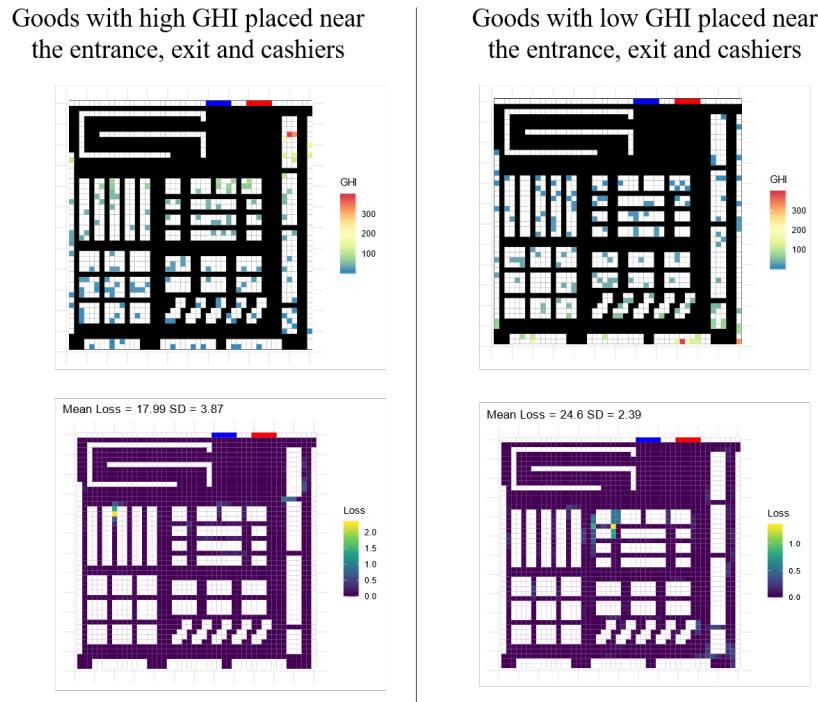 Goods with high GHI placed near
the entrance, exit and cashiers
Goods with low GHI placed near
the entrance, exit and cashiers
GHI
300
200
100
GHI
300
200
100
Mean Loss = 17.99 SD = 3.87
Loss
2.0
1.5
1.0
0.5
0.0
Mean Loss = 24.6 SD = 2.39
Loss
1.0
0.5
0.0